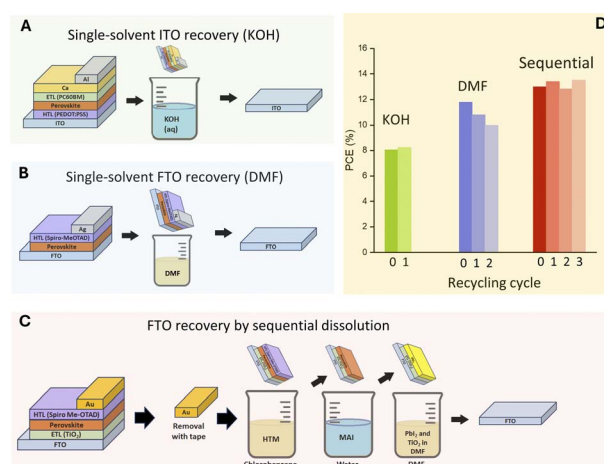 A
Single-solvent ITO recovery (KOH)
Al
Ca
ETL (PC60BM)
Perovskite
HTL (PEDOT:PSS)
ITO
KOH
(aq)
ITO
B
Single-solvent FTO recovery (DMF)
Ag
HTL (Spiro-MeOTAD)
Perovskite
FTO
DMF
FTO
C
FTO recovery by sequential dissolution
Au
HTL (Spiro Me-OTAD)
Perovskite
ETL (TiO2)
FTO
Au
Removal
with tape
HTM
Chlorobenzene
MAI
Water
PbI2 and
TiO2 in
DMF
DMF
FTO
D
PCE (%)
16
14
12
10
8
6
4
2
0
KOH
DMF
Sequential
0 1
0 1 2
0 1 2 3
Recycling cycle